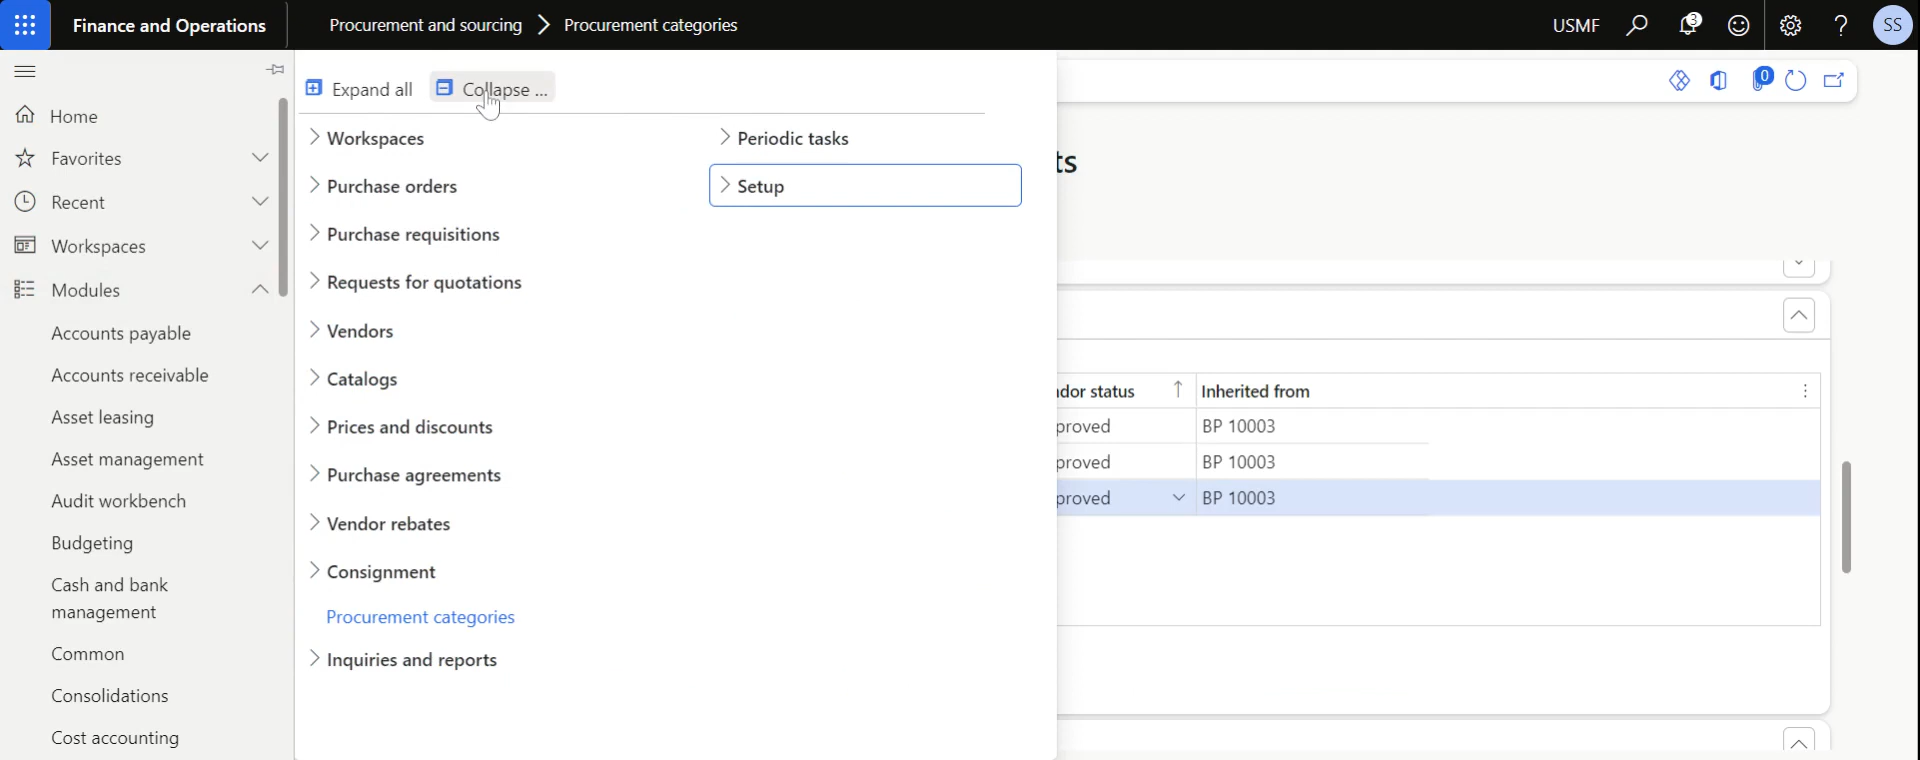 Finance and Operations
Procurement and sourcing
Procurement categories
USMF
3
?
SS
Expand all
Collapse ...
0
Home
Favorites
Recent
Workspaces
Modules
Accounts payable
Accounts receivable
Asset leasing
Asset management
Audit workbench
Budgeting
Cash and bank
management
Common
Consolidations
Cost accounting
Workspaces
Purchase orders
Purchase requisitions
Requests for quotations
Vendors
Catalogs
Prices and discounts
Purchase agreements
Vendor rebates
Consignment
Procurement categories
Inquiries and reports
Periodic tasks
Setup
ts
dor status
Inherited from
proved
BP 10003
proved
BP 10003
proved
BP 10003